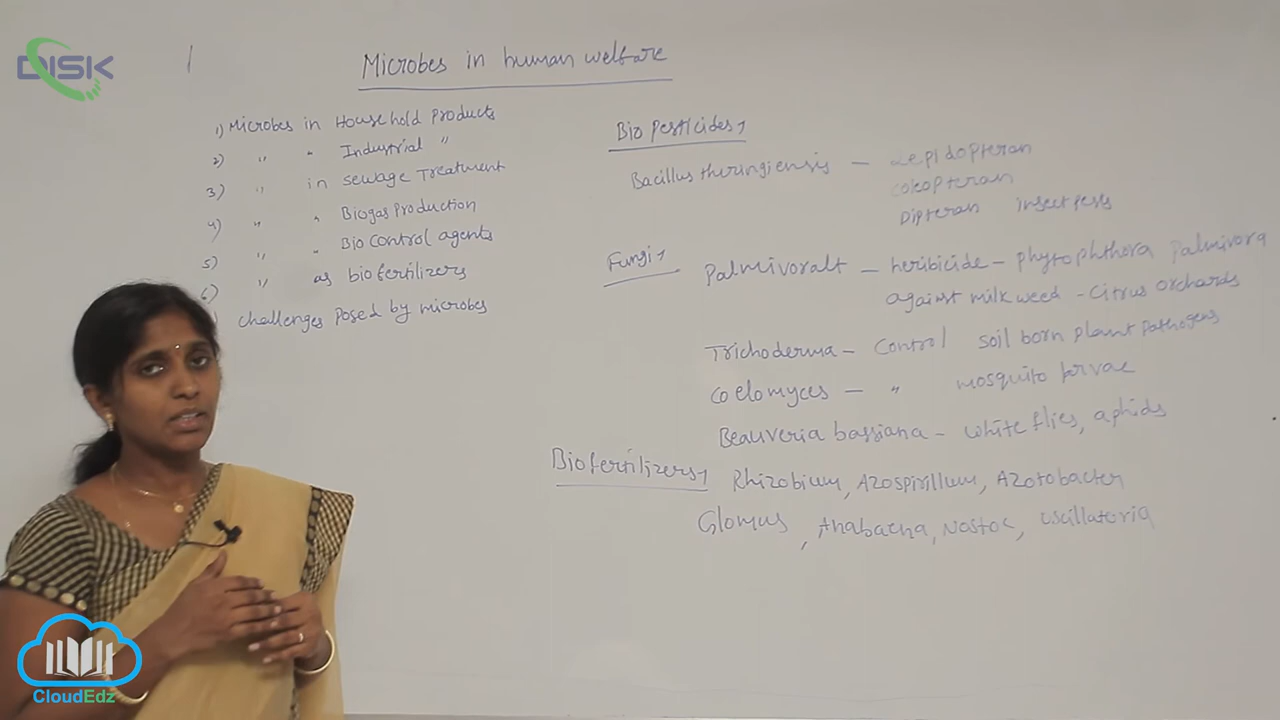 DISK
Microbes in human welfare
1) Microbes in Household products
2) " " Industrial "
3) " in sewage Treatment
4) " " Biogas production
5) " " Bio Control agents
6) " as biofertilizers
challenges posed by microbes
Bio pesticides
Bacillus thuringiensis – Lepidopteran
coleopteran
Dipteran insect pests
Fungi
palmivoralt – heribicide – phytophthora palmivora
against milk weed – citrus orchards
Trichoderma – control soil born plant pathogens
coelomyces – " mosquito larvae
Beauveria bassiana – white flies, aphids
Biofertilizers
Rhizobium, Azospirillum, Azotobacter
Glomus, Anabaena, Nostoc, oscillatoria
CloudEdz